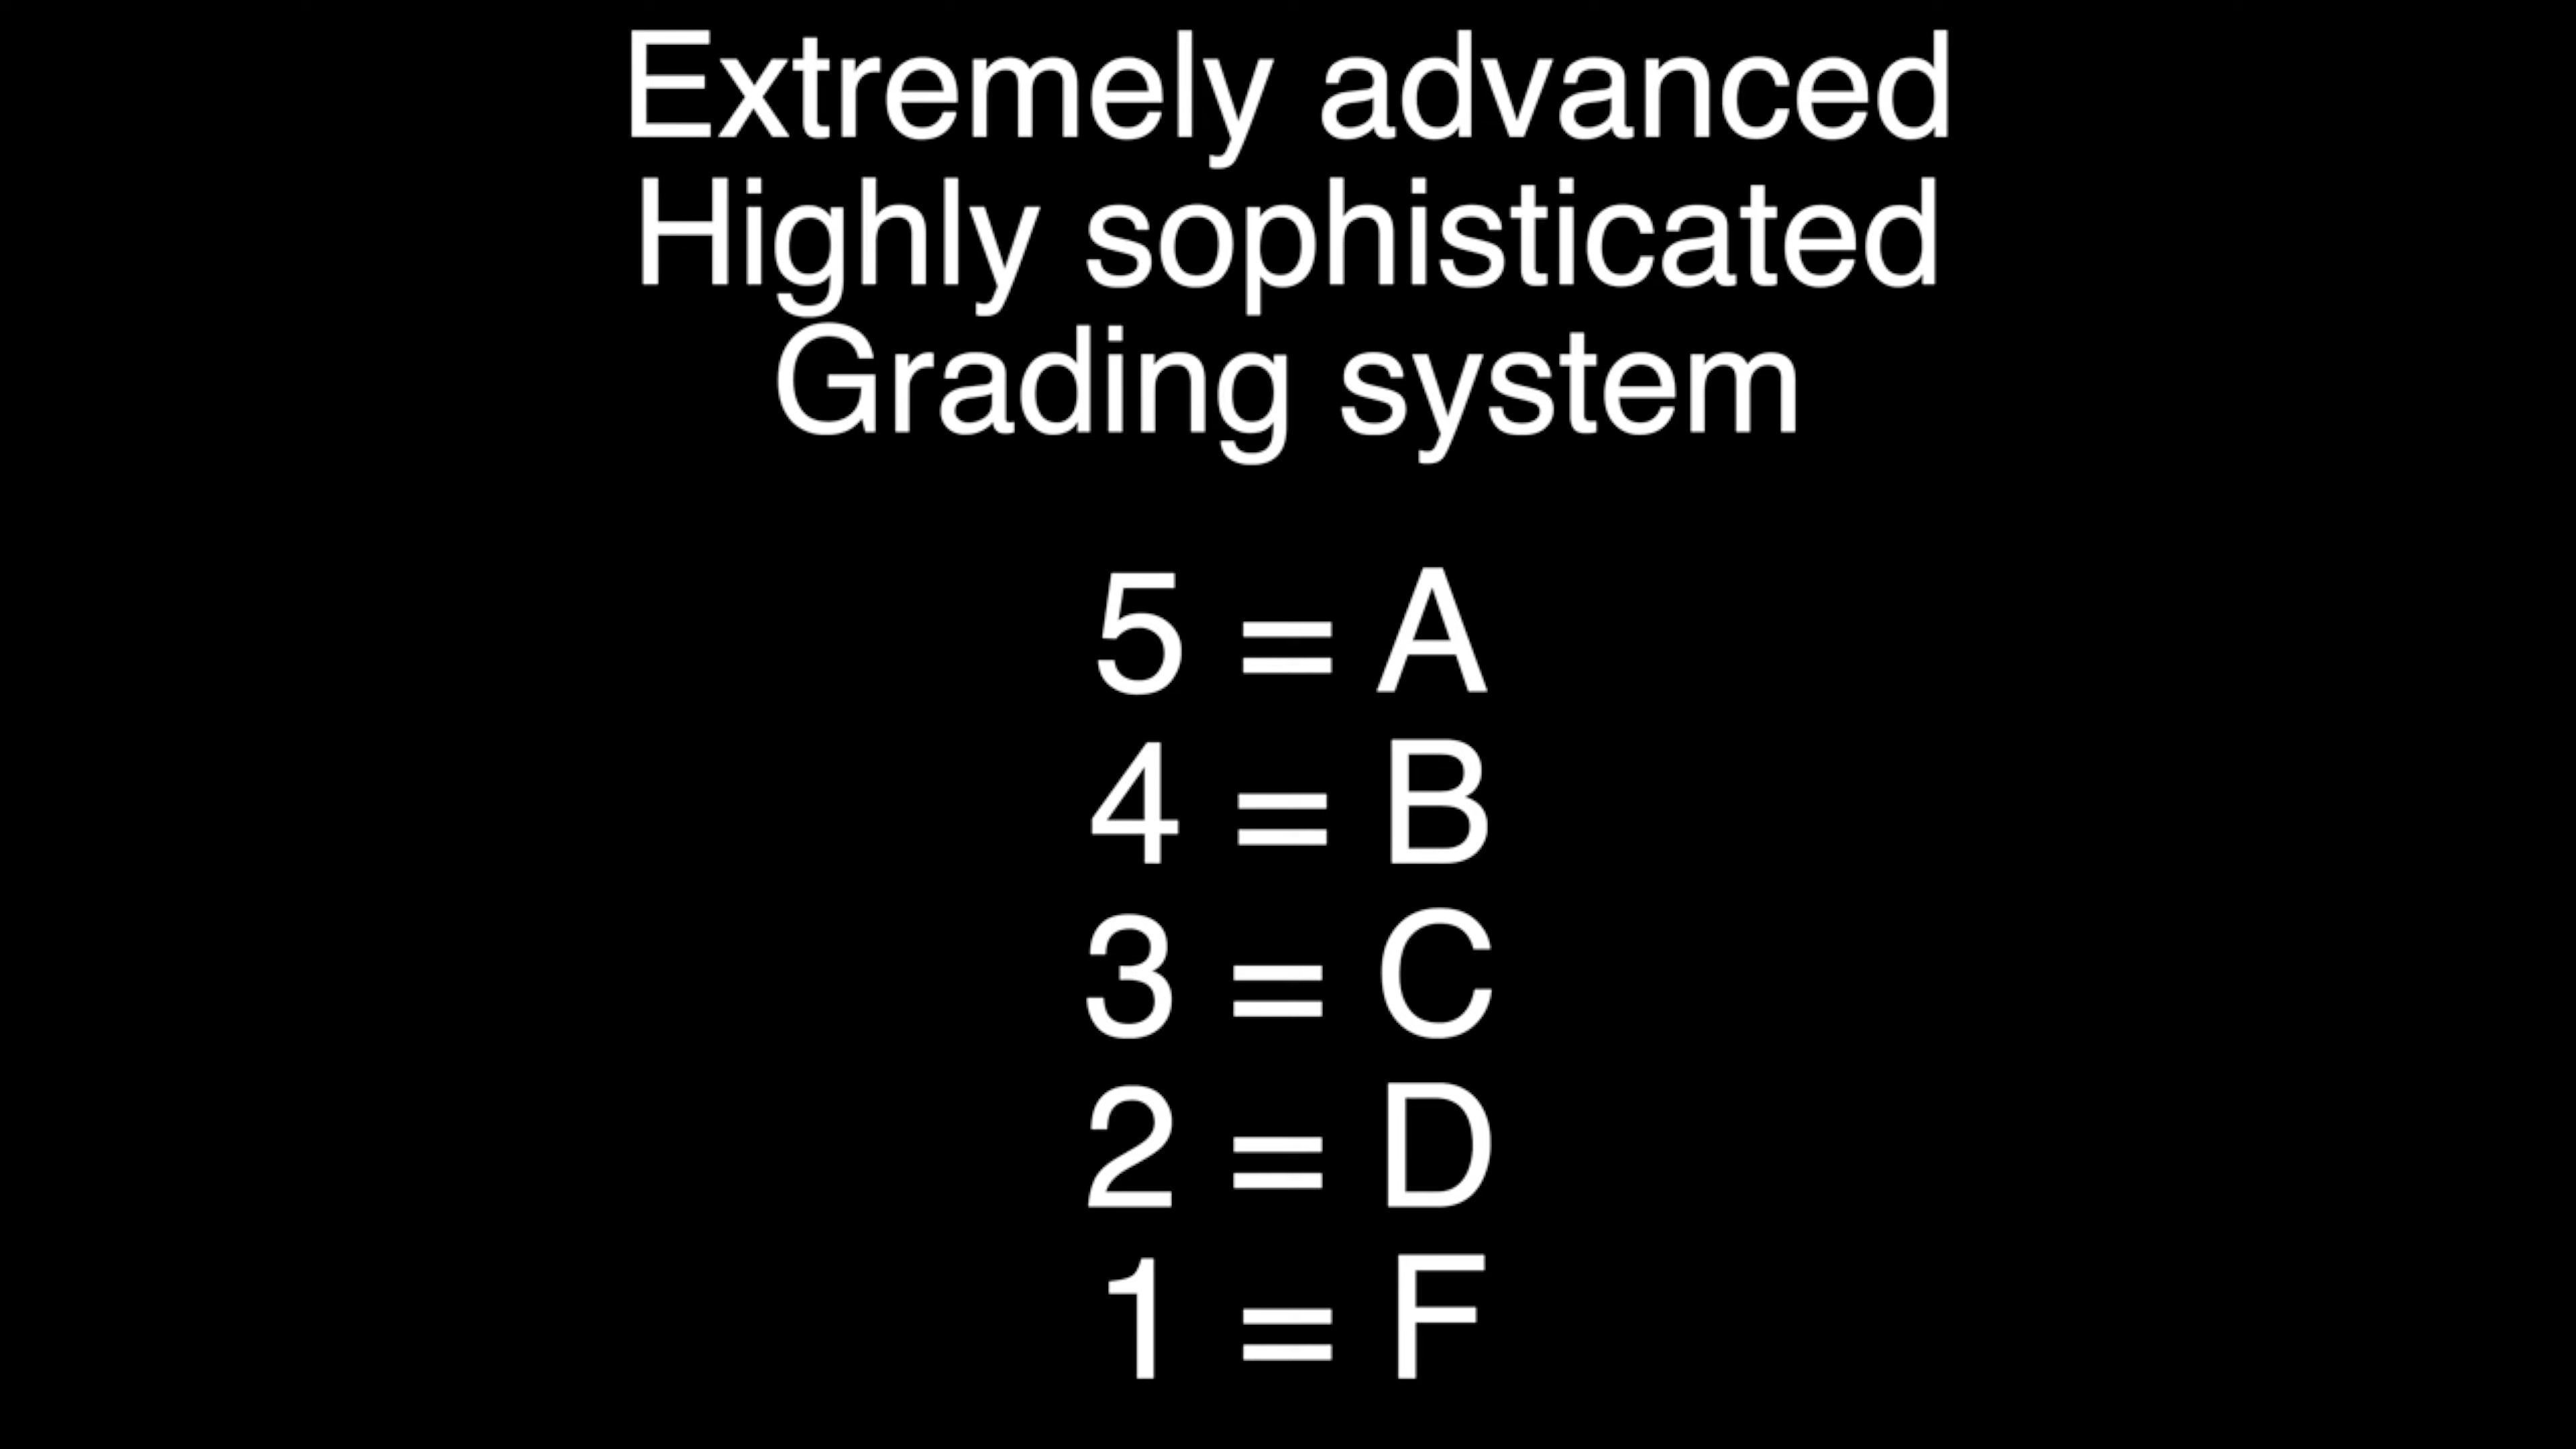 Extremely advanced
Highly sophisticated
Grading system
5 = A
4 = B
3 = C
2 = D
1 = F